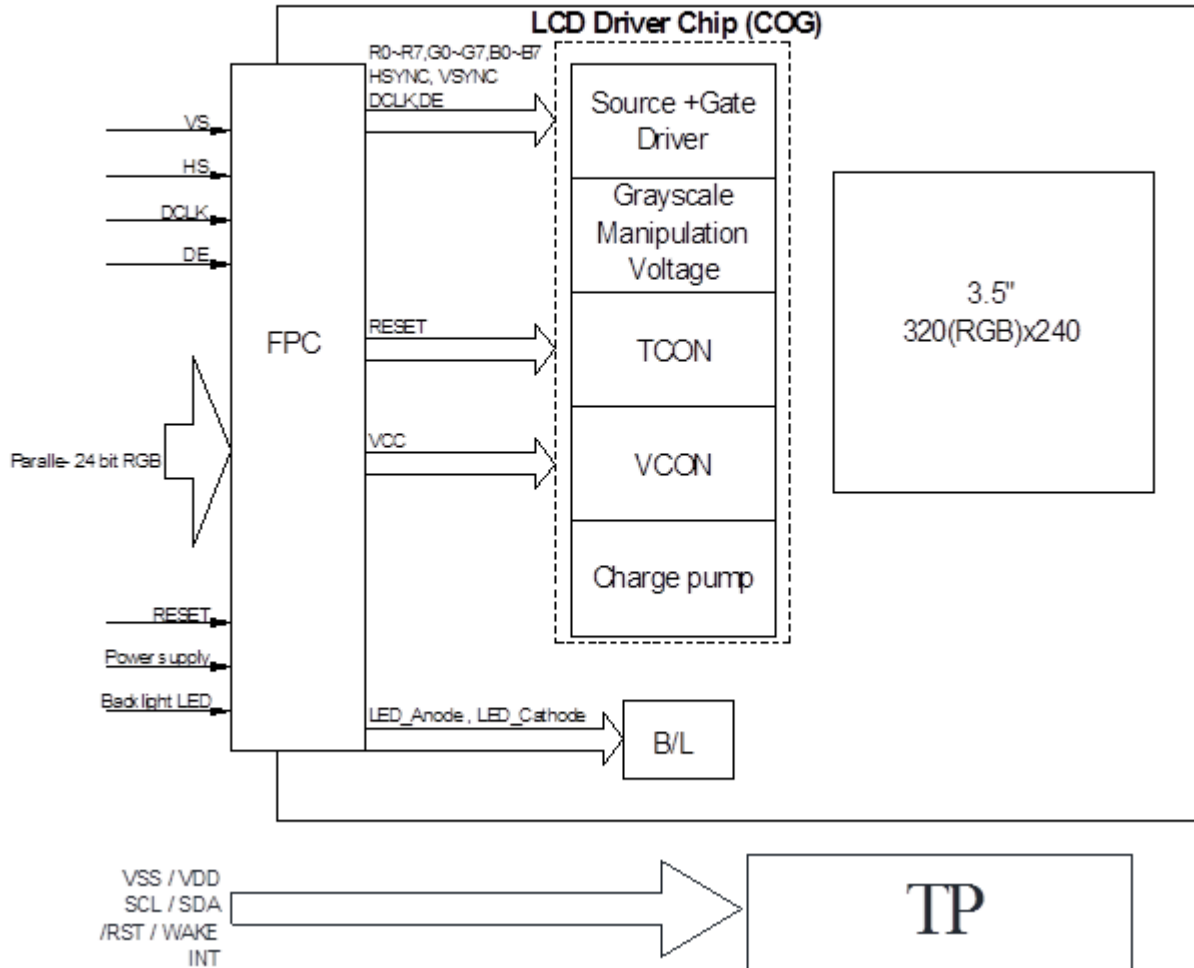 LCD Driver Chip (COG)
R0~R7,G0~G7,B0~B7
HSYNC, VSYNC
DCLK,DE
VS
HS
DCLK
DE
FPC
Source +Gate
Driver
Grayscale
Manipulation
Voltage
3.5"
320(RGB)x240
RESET
TCON
VCC
VCON
Paralle- 24 bit RGB
Charge pump
RESET
Power supply
Back light LED
LED_Anode , LED_Cathode
B/L
VSS / VDD
SCL / SDA
/RST / WAKE
INT
TP